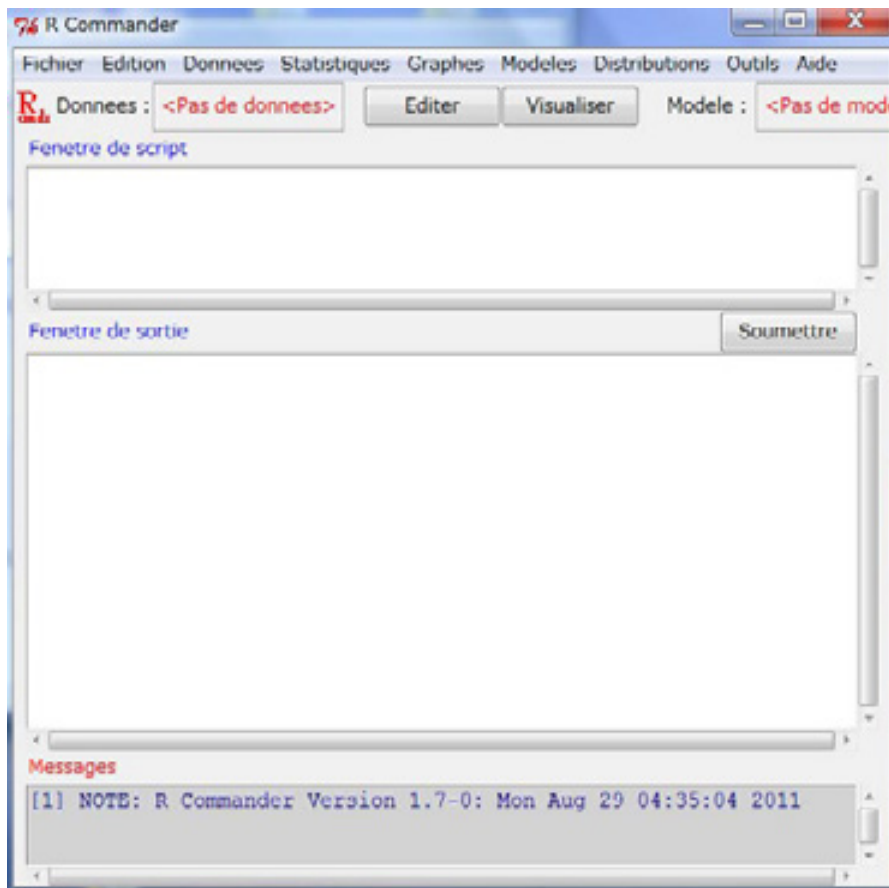 R Commander
Fichier Edition Donnees Statistiques Graphes Modeles Distributions Outils Aide
R Donnees : <Pas de donnees> Editer Visualiser Modele : <Pas de mod
Fenetre de script
Fenetre de sortie Soumettre
Messages
[1] NOTE: R Commander Version 1.7-0: Mon Aug 29 04:35:04 2011